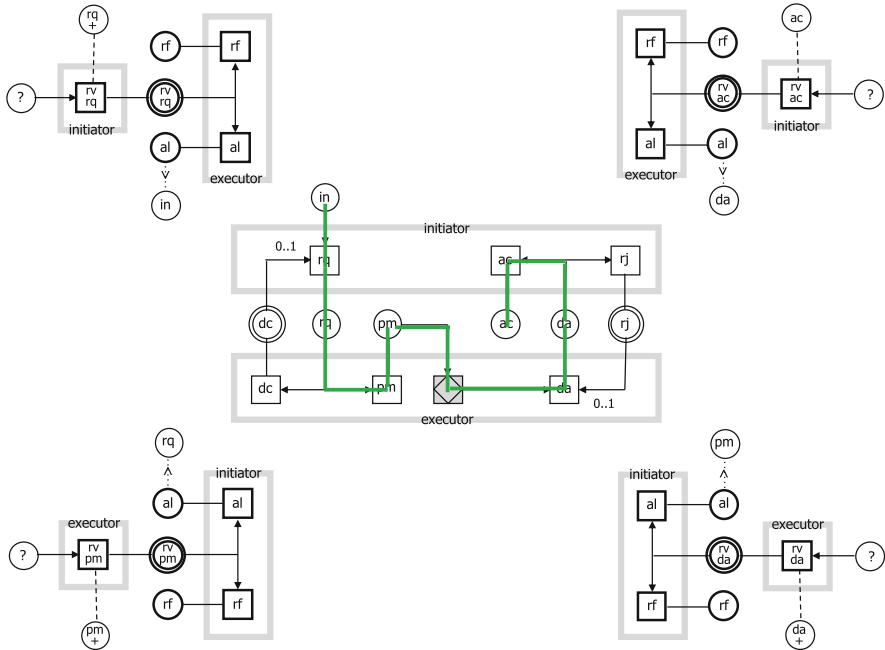 rq
+
rf
rf
?
rv
rq
rv
rq
initiator
al
al
executor
in
ac
rf
rf
rv
ac
rv
ac
?
initiator
al
al
executor
da
in
initiator
0..1
rq
ac
rj
dc
rq
pm
ac
da
rj
dc
pm
da
0..1
executor
rq
initiator
al
al
executor
?
rv
pm
rv
pm
rf
rf
pm
+
pm
initiator
al
al
executor
rv
da
rv
da
?
rf
rf
da
+